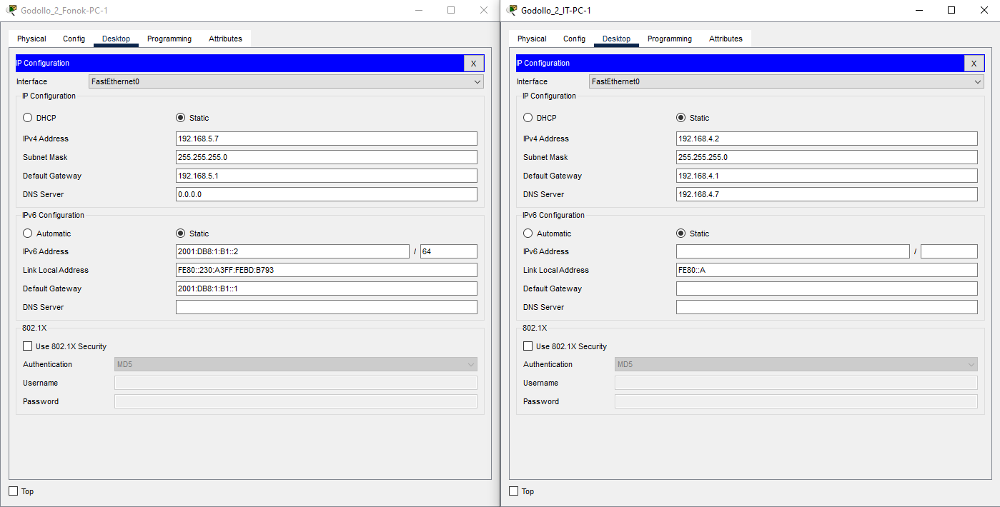 Godollo_2_Fonok-PC-1
Physical Config Desktop Programming Attributes
IP Configuration X
Interface FastEthernet0
IP Configuration
DHCP Static
IPv4 Address 192.168.5.7
Subnet Mask 255.255.255.0
Default Gateway 192.168.5.1
DNS Server 0.0.0.0
IPv6 Configuration
Automatic Static
IPv6 Address 2001:DB8:1:B1::2 / 64
Link Local Address FE80::230:A3FF:FEBD:B793
Default Gateway 2001:DB8:1:B1::1
DNS Server
802.1X
Use 802.1X Security
Authentication MD5
Username
Password
Top
Godollo_2_IT-PC-1
Physical Config Desktop Programming Attributes
IP Configuration X
Interface FastEthernet0
IP Configuration
DHCP Static
IPv4 Address 192.168.4.2
Subnet Mask 255.255.255.0
Default Gateway 192.168.4.1
DNS Server 192.168.4.7
IPv6 Configuration
Automatic Static
IPv6 Address /
Link Local Address FE80::A
Default Gateway
DNS Server
802.1X
Use 802.1X Security
Authentication MD5
Username
Password
Top